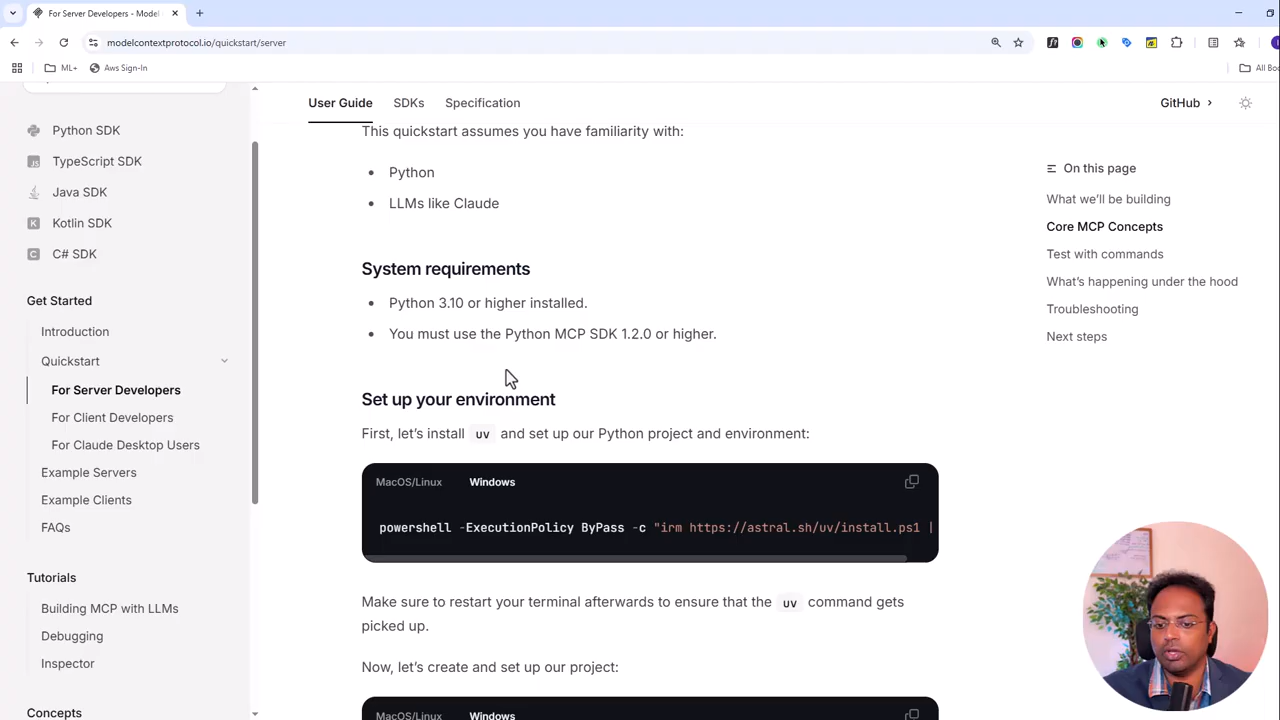 For Server Developers - Model
modelcontextprotocol.io/quickstart/server
ML+
Aws Sign-In
All Boo
User Guide
SDKs
Specification
GitHub
Python SDK
TypeScript SDK
Java SDK
Kotlin SDK
C# SDK
Get Started
Introduction
Quickstart
For Server Developers
For Client Developers
For Claude Desktop Users
Example Servers
Example Clients
FAQs
Tutorials
Building MCP with LLMs
Debugging
Inspector
Concepts
This quickstart assumes you have familiarity with:
Python
LLMs like Claude
System requirements
Python 3.10 or higher installed.
You must use the Python MCP SDK 1.2.0 or higher.
Set up your environment
First, let's install uv and set up our Python project and environment:
MacOS/Linux Windows
powershell -ExecutionPolicy ByPass -c "irm https://astral.sh/uv/install.ps1 |
Make sure to restart your terminal afterwards to ensure that the uv command gets
picked up.
Now, let's create and set up our project:
MacOS/Linux Windows
On this page
What we'll be building
Core MCP Concepts
Test with commands
What's happening under the hood
Troubleshooting
Next steps